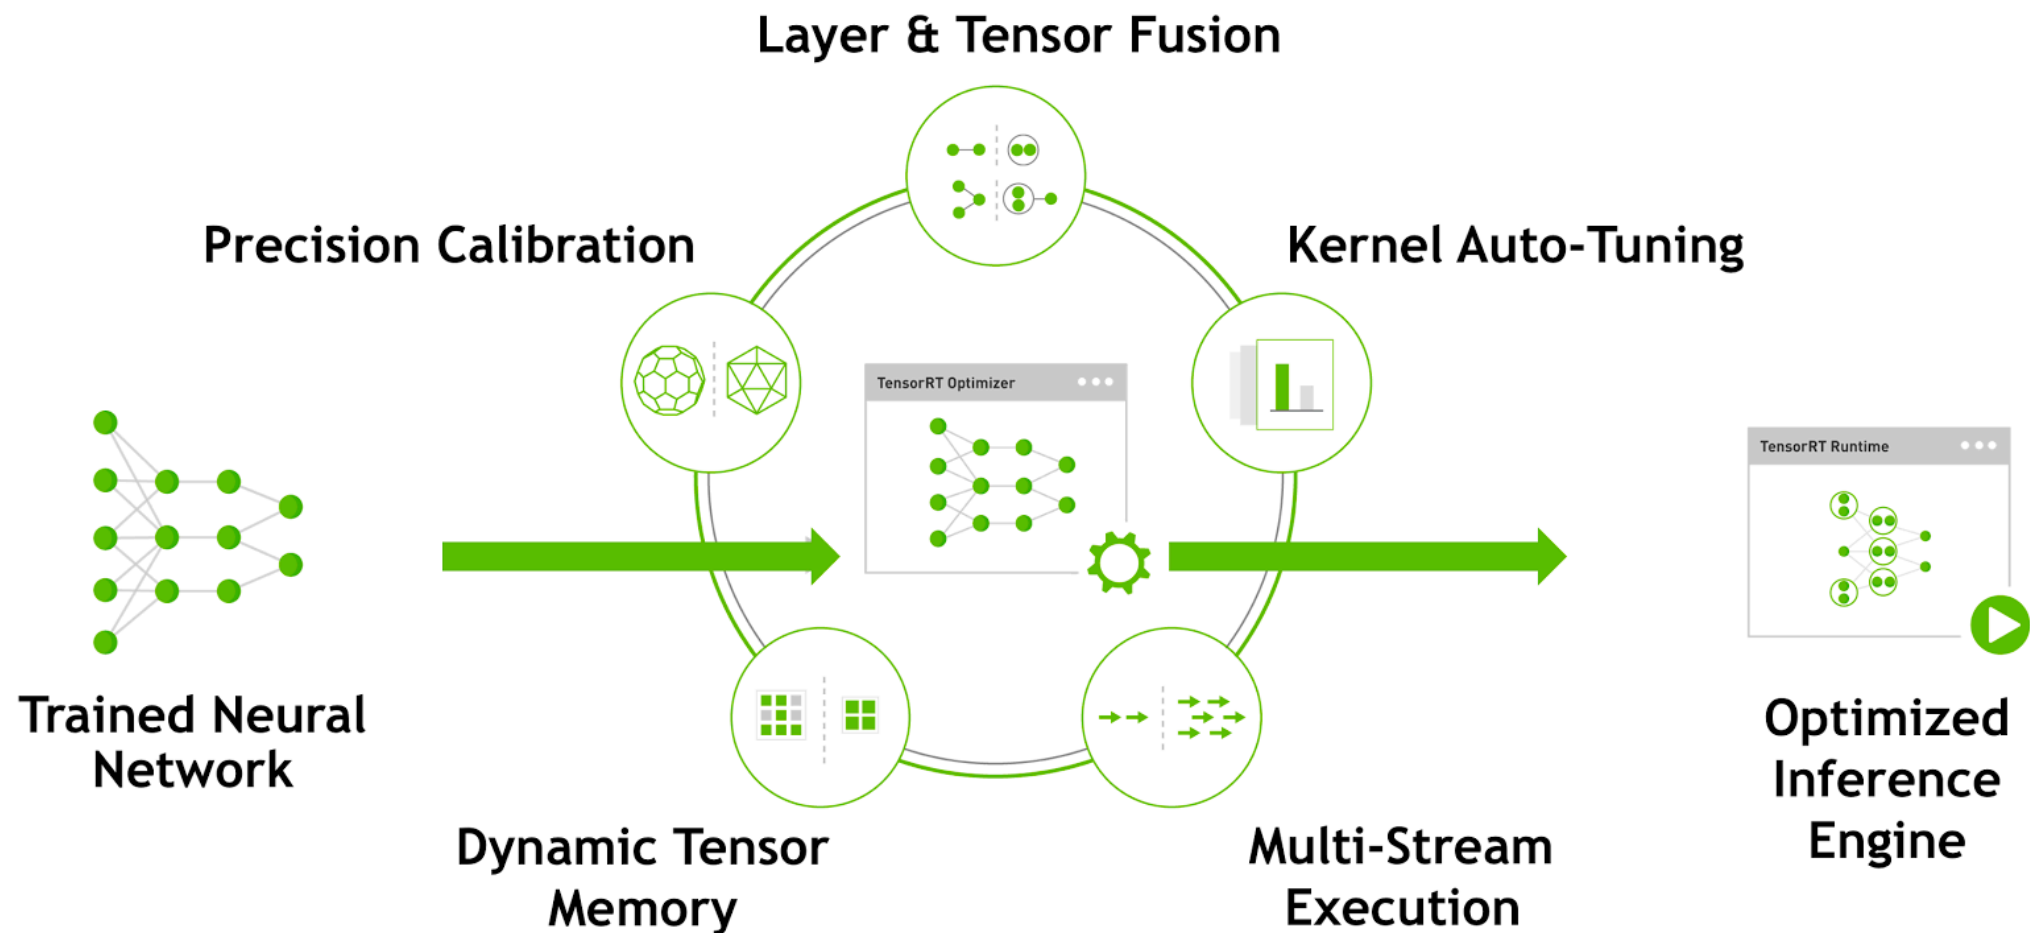 Layer & Tensor Fusion
Precision Calibration
Kernel Auto-Tuning
TensorRT Optimizer
TensorRT Runtime
Trained Neural
Network
Optimized
Inference
Engine
Dynamic Tensor
Memory
Multi-Stream
Execution